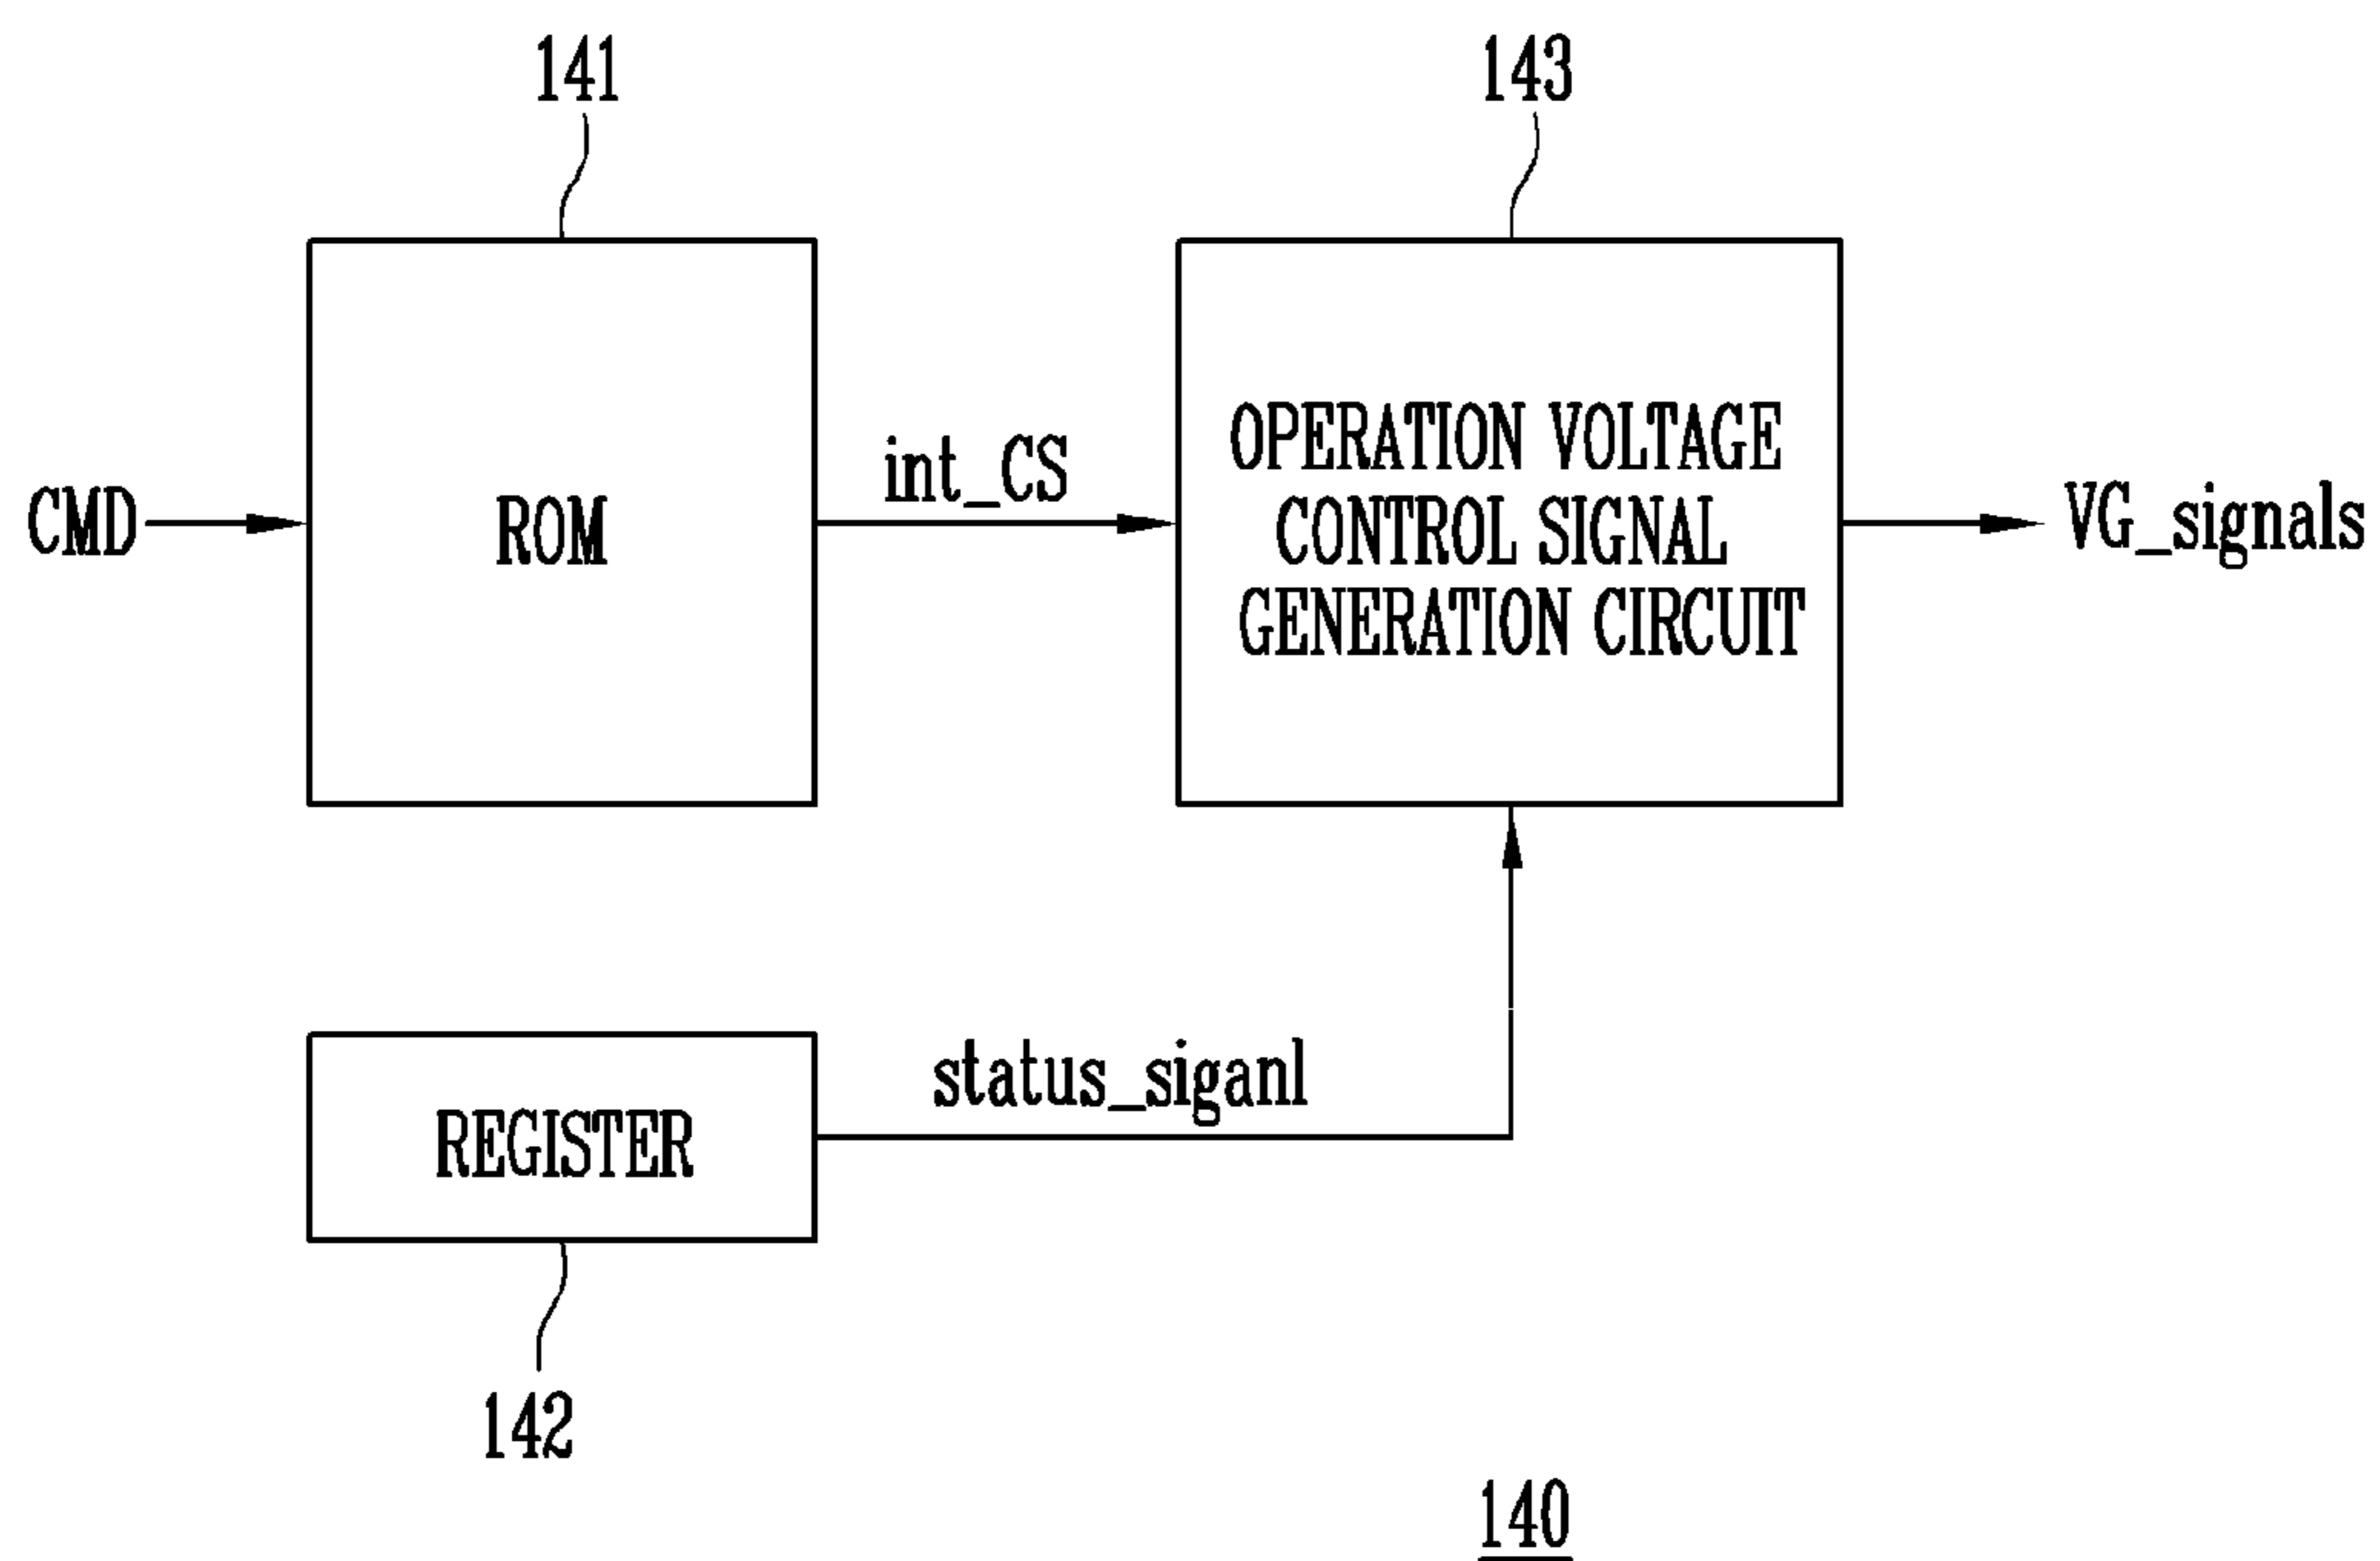 141
143
CMD
ROM
int_CS
OPERATION VOLTAGE
CONTROL SIGNAL
GENERATION CIRCUIT
VG_signals
status_siganl
REGISTER
142
140